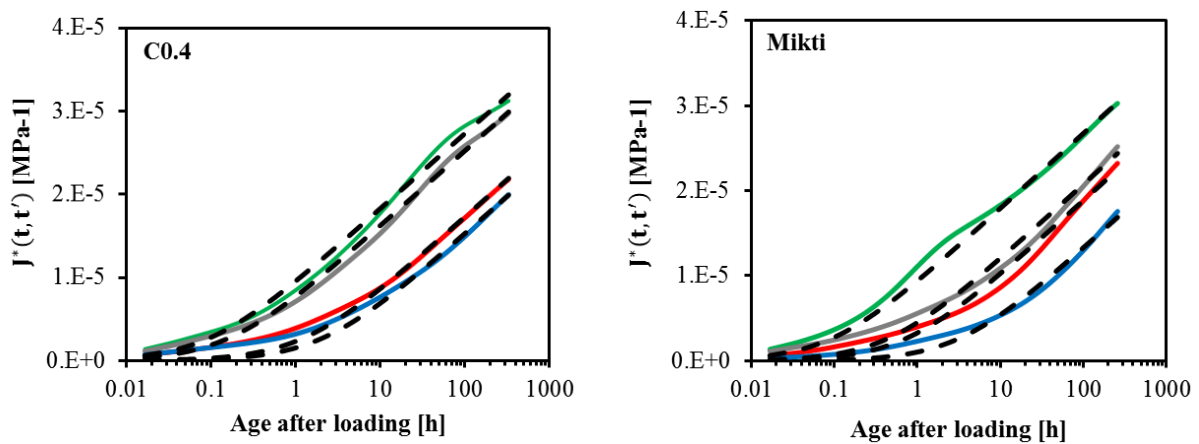 C0.4
4.E-5
3.E-5
2.E-5
1.E-5
0.E+0
J*(t,t′) [MPa-1]
0.01 0.1 1 10 100 1000
Age after loading [h]
Mikti
4.E-5
3.E-5
2.E-5
1.E-5
0.E+0
J*(t,t′) [MPa-1]
0.01 0.1 1 10 100 1000
Age after loading [h]